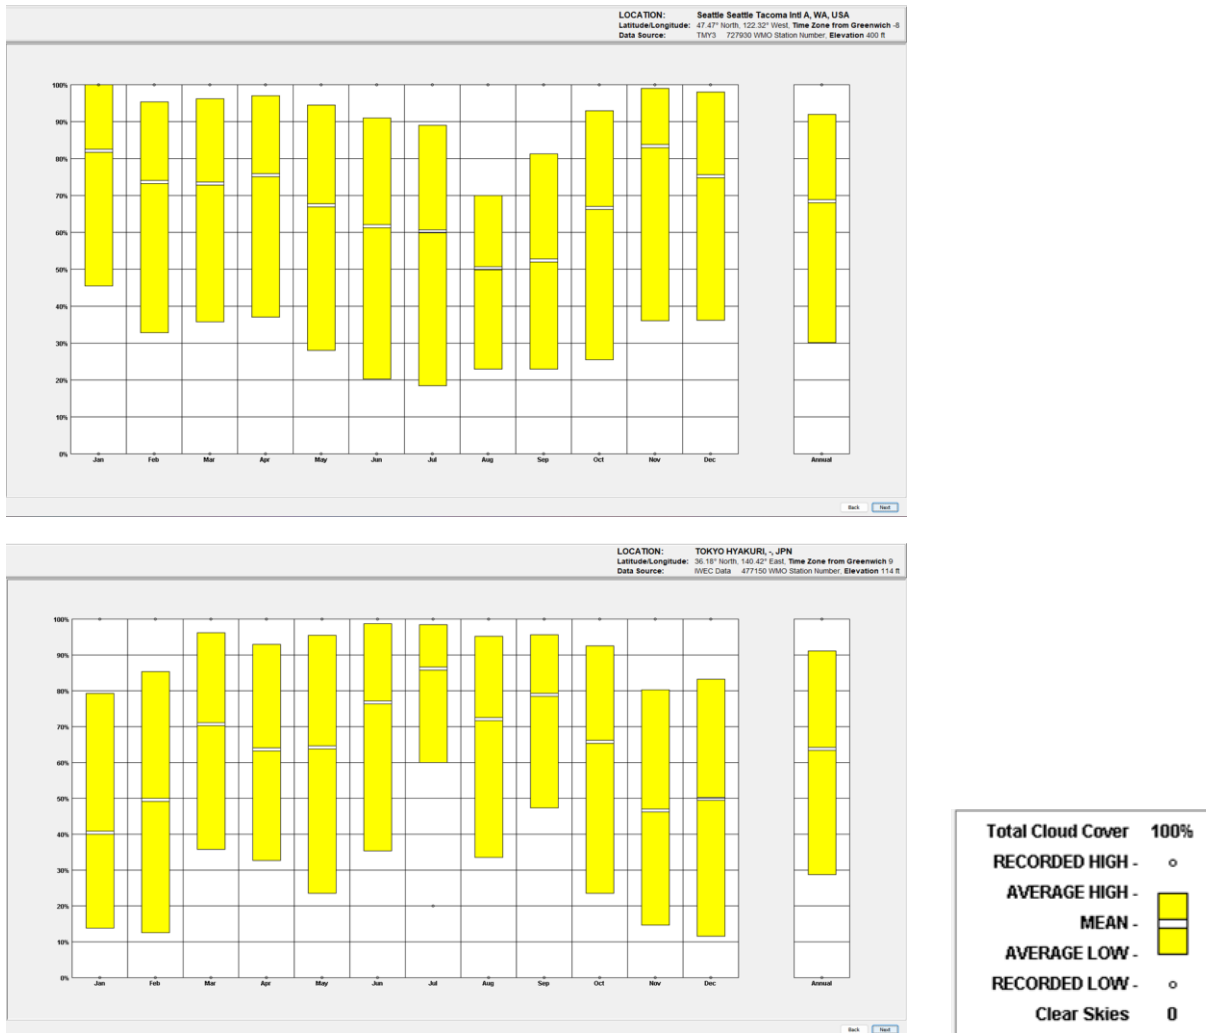 LOCATION: Seattle Seattle Tacoma Intl A, WA, USA
Latitude/Longitude: 47.47° North, 122.32° West, Time Zone from Greenwich -8
Data Source: TMY3 727930 WMO Station Number, Elevation 400 ft
100%
90%
80%
70%
60%
50%
40%
30%
20%
10%
0%
Jan Feb Mar Apr May Jun Jul Aug Sep Oct Nov Dec Annual
Back Next
LOCATION: TOKYO HYAKURI, -, JPN
Latitude/Longitude: 36.18° North, 140.42° East, Time Zone from Greenwich 9
Data Source: IWEC Data 477150 WMO Station Number, Elevation 114 ft
100%
90%
80%
70%
60%
50%
40%
30%
20%
10%
0%
Jan Feb Mar Apr May Jun Jul Aug Sep Oct Nov Dec Annual
Back Next
Total Cloud Cover 100%
RECORDED HIGH -
AVERAGE HIGH -
MEAN -
AVERAGE LOW -
RECORDED LOW -
Clear Skies 0